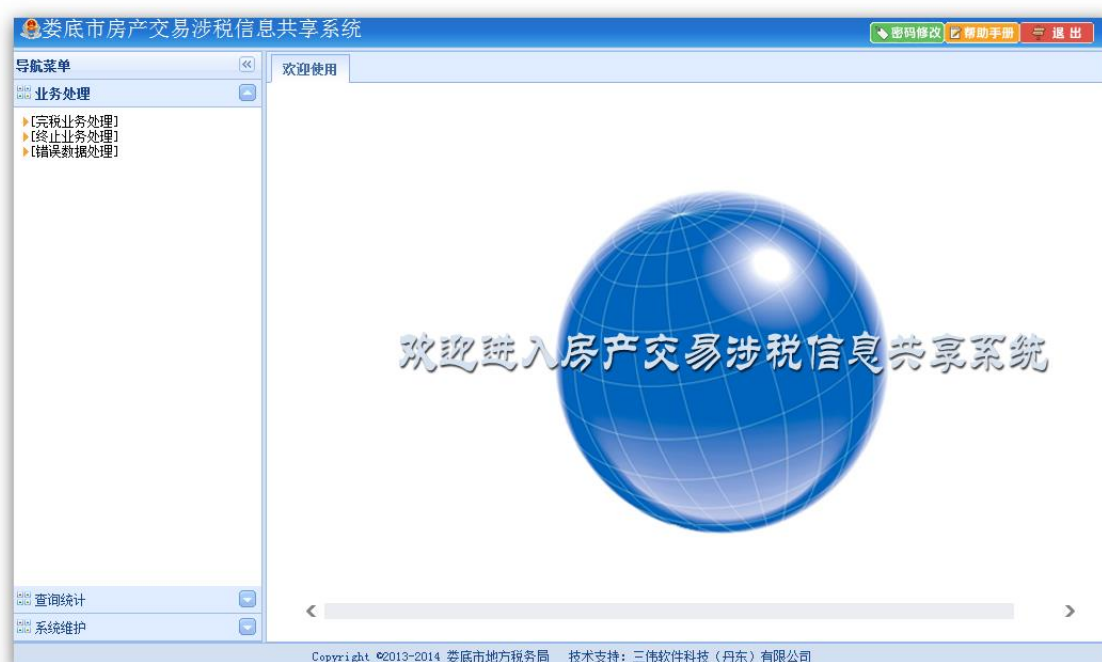 娄底市房产交易涉税信息共享系统
密码修改 帮助手册 退出
导航菜单
欢迎使用
业务处理
[完税业务处理]
[终止业务处理]
[错误数据处理]
欢迎进入房产交易涉税信息共享系统
查询统计
系统维护
Copyright ©2013-2014 娄底市地方税务局 技术支持：三伟软件科技（丹东）有限公司